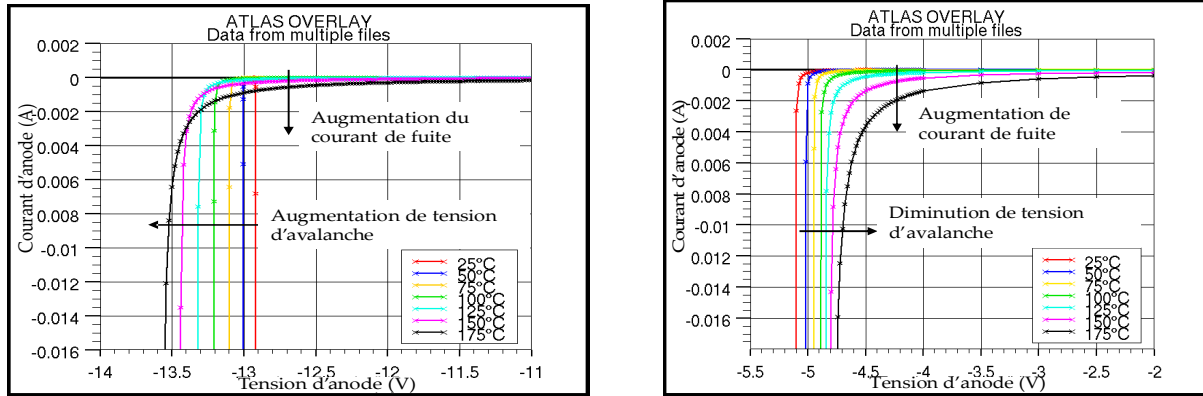 ATLAS OVERLAY
Data from multiple files
0.002
0
-0.002
-0.004
-0.006
-0.008
-0.01
-0.012
-0.014
-0.016
Courant d'anode (A)
Augmentation du
courant de fuite
Augmentation de tension
d'avalanche
25°C
50°C
75°C
100°C
125°C
150°C
175°C
-14
-13.5
-13
-12.5
-12
-11.5
-11
Tension d'anode (V)
ATLAS OVERLAY
Data from multiple files
0.002
0
-0.002
-0.004
-0.006
-0.008
-0.01
-0.012
-0.014
-0.016
Courant d'anode (A)
Augmentation de
courant de fuite
Diminution de tension
d'avalanche
25°C
50°C
75°C
100°C
125°C
150°C
175°C
-5.5
-5
-4.5
-4
-3.5
-3
-2.5
-2
Tension d'anode (V)